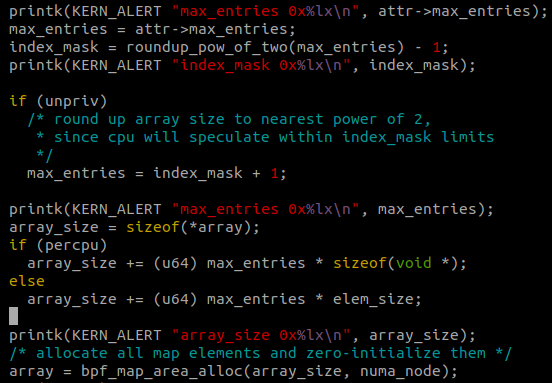 printk(KERN_ALERT "max_entries 0x%lx\n", attr->max_entries);
max_entries = attr->max_entries;
index_mask = roundup_pow_of_two(max_entries) - 1;
printk(KERN_ALERT "index_mask 0x%lx\n", index_mask);
if (unpriv)
/* round up array size to nearest power of 2,
* since cpu will speculate within index_mask limits
*/
max_entries = index_mask + 1;
printk(KERN_ALERT "max_entries 0x%lx\n", max_entries);
array_size = sizeof(*array);
if (percpu)
array_size += (u64) max_entries * sizeof(void *);
else
array_size += (u64) max_entries * elem_size;
printk(KERN_ALERT "array_size 0x%lx\n", array_size);
/* allocate all map elements and zero-initialize them */
array = bpf_map_area_alloc(array_size, numa_node);